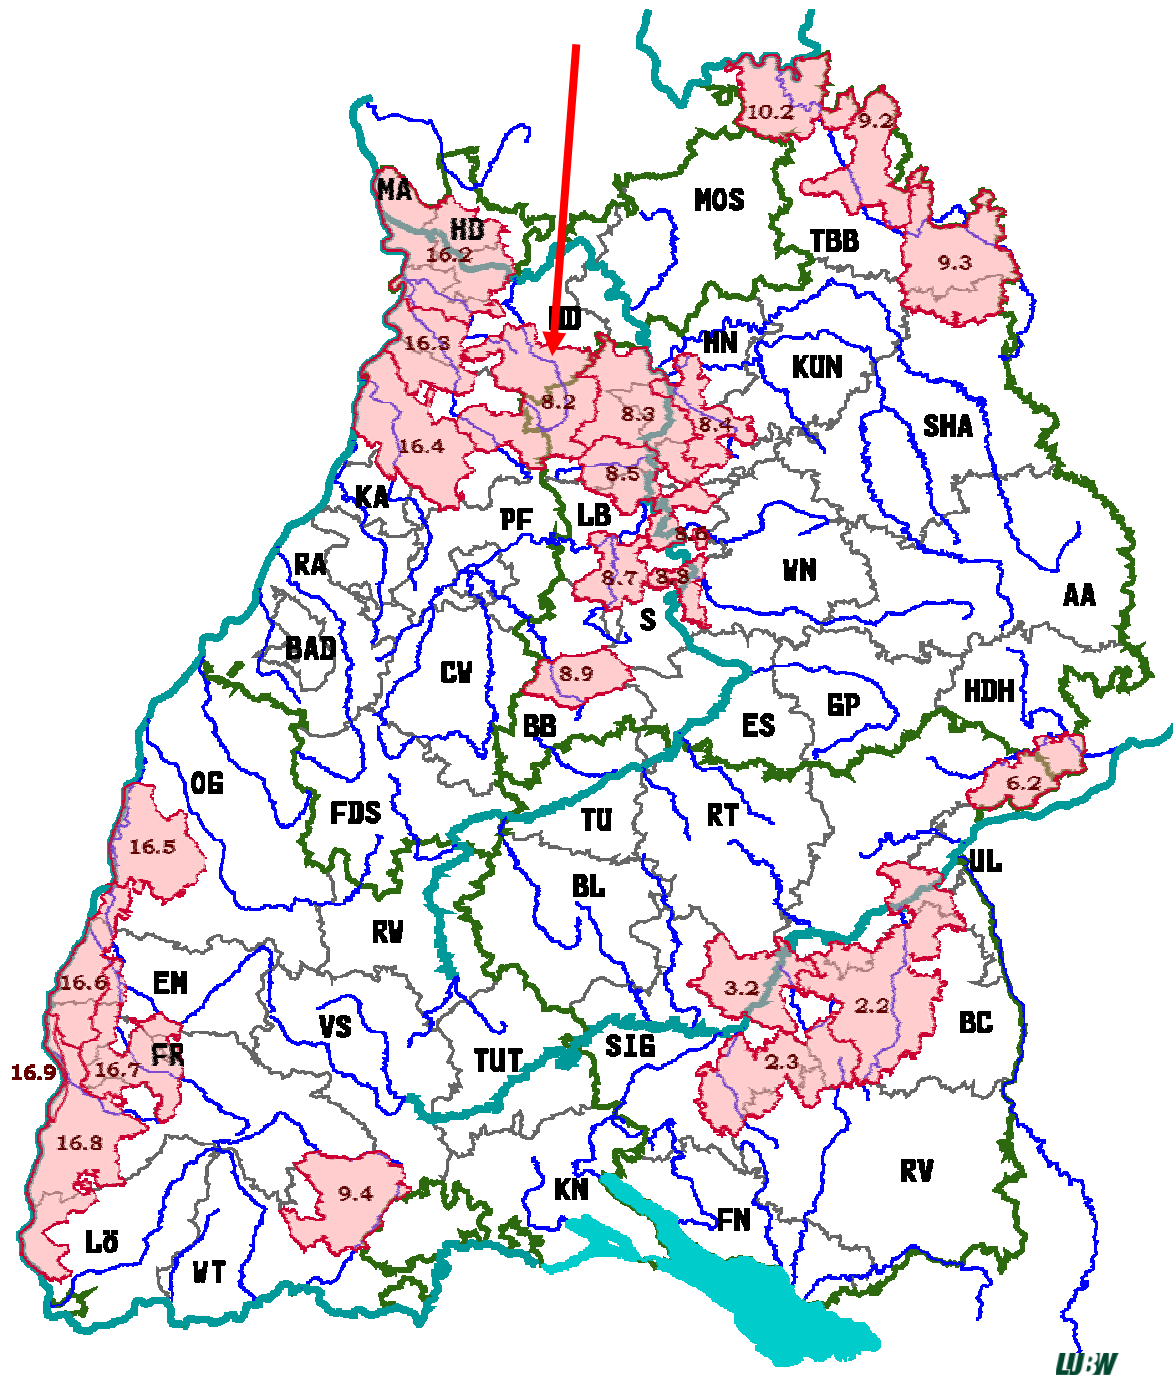 10.2
9.2
MA
MOS
HD
TBB
16.2
9.3
HN
16.3
KUN
8.2
8.3
8.4
SHA
16.4
8.5
KA
PF
LB
8.6
RA
8.7
8.8
WN
AA
S
BAD
CW
8.9
HDH
GP
BB
ES
OG
6.2
FDS
TU
RT
16.5
UL
BL
RW
EM
16.6
3.2
2.2
VS
BC
SIG
FR
TUT
2.3
16.9
16.7
16.8
RV
KN
9.4
FN
LÖ
WT
LUBW